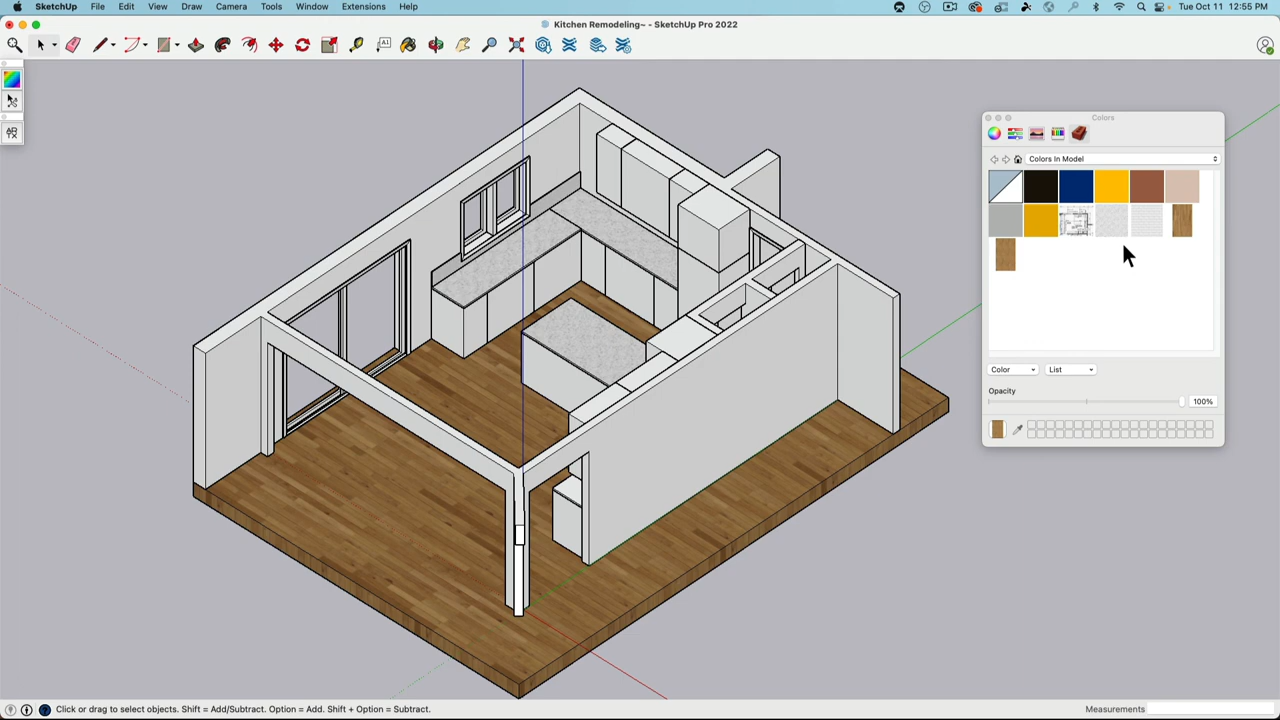 SketchUp File Edit View Draw Camera Tools Window Extensions Help Tue Oct 11 12:55 PM
Kitchen Remodeling~ - SketchUp Pro 2022
A1
Colors
Colors In Model
Color List
Opacity
100%
Click or drag to select objects. Shift = Add/Subtract. Option = Add. Shift + Option = Subtract. Measurements